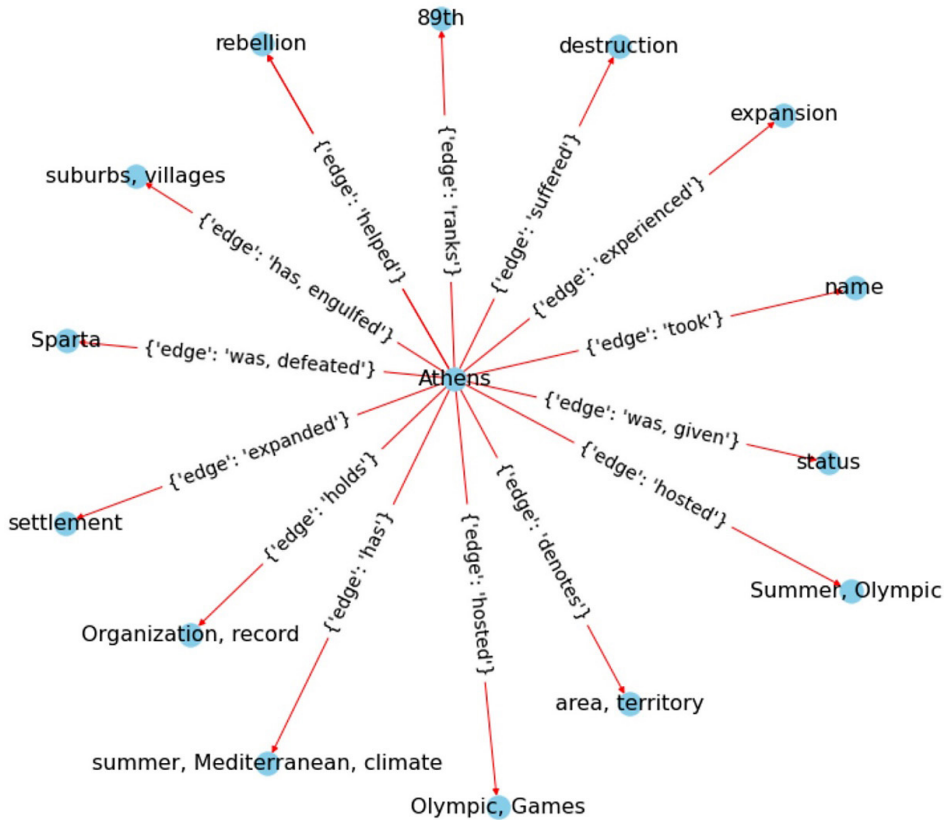 89th
rebellion
destruction
expansion
{'edge': 'ranks'}
{'edge': 'helped'}
{'edge': 'suffered'}
suburbs, villages
{'edge': 'experienced'}
{'edge': 'has, engulfed'}
name
{'edge': 'took'}
Sparta
{'edge': 'was, defeated'}
Athens
{'edge': 'was, given'}
{'edge': 'expanded'}
status
{'edge': 'hosted'}
{'edge': 'holds'}
settlement
{'edge': 'denotes'}
{'edge': 'has'}
{'edge': 'hosted'}
Summer, Olympic
Organization, record
area, territory
summer, Mediterranean, climate
Olympic, Games